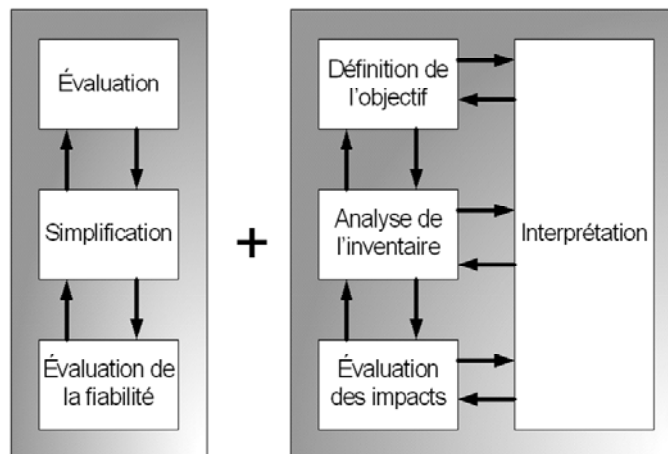 Évaluation
Simplification
Évaluation de
la fiabilité
+
Définition de
l'objectif
Analyse de
l'inventaire
Évaluation
des impacts
Interprétation